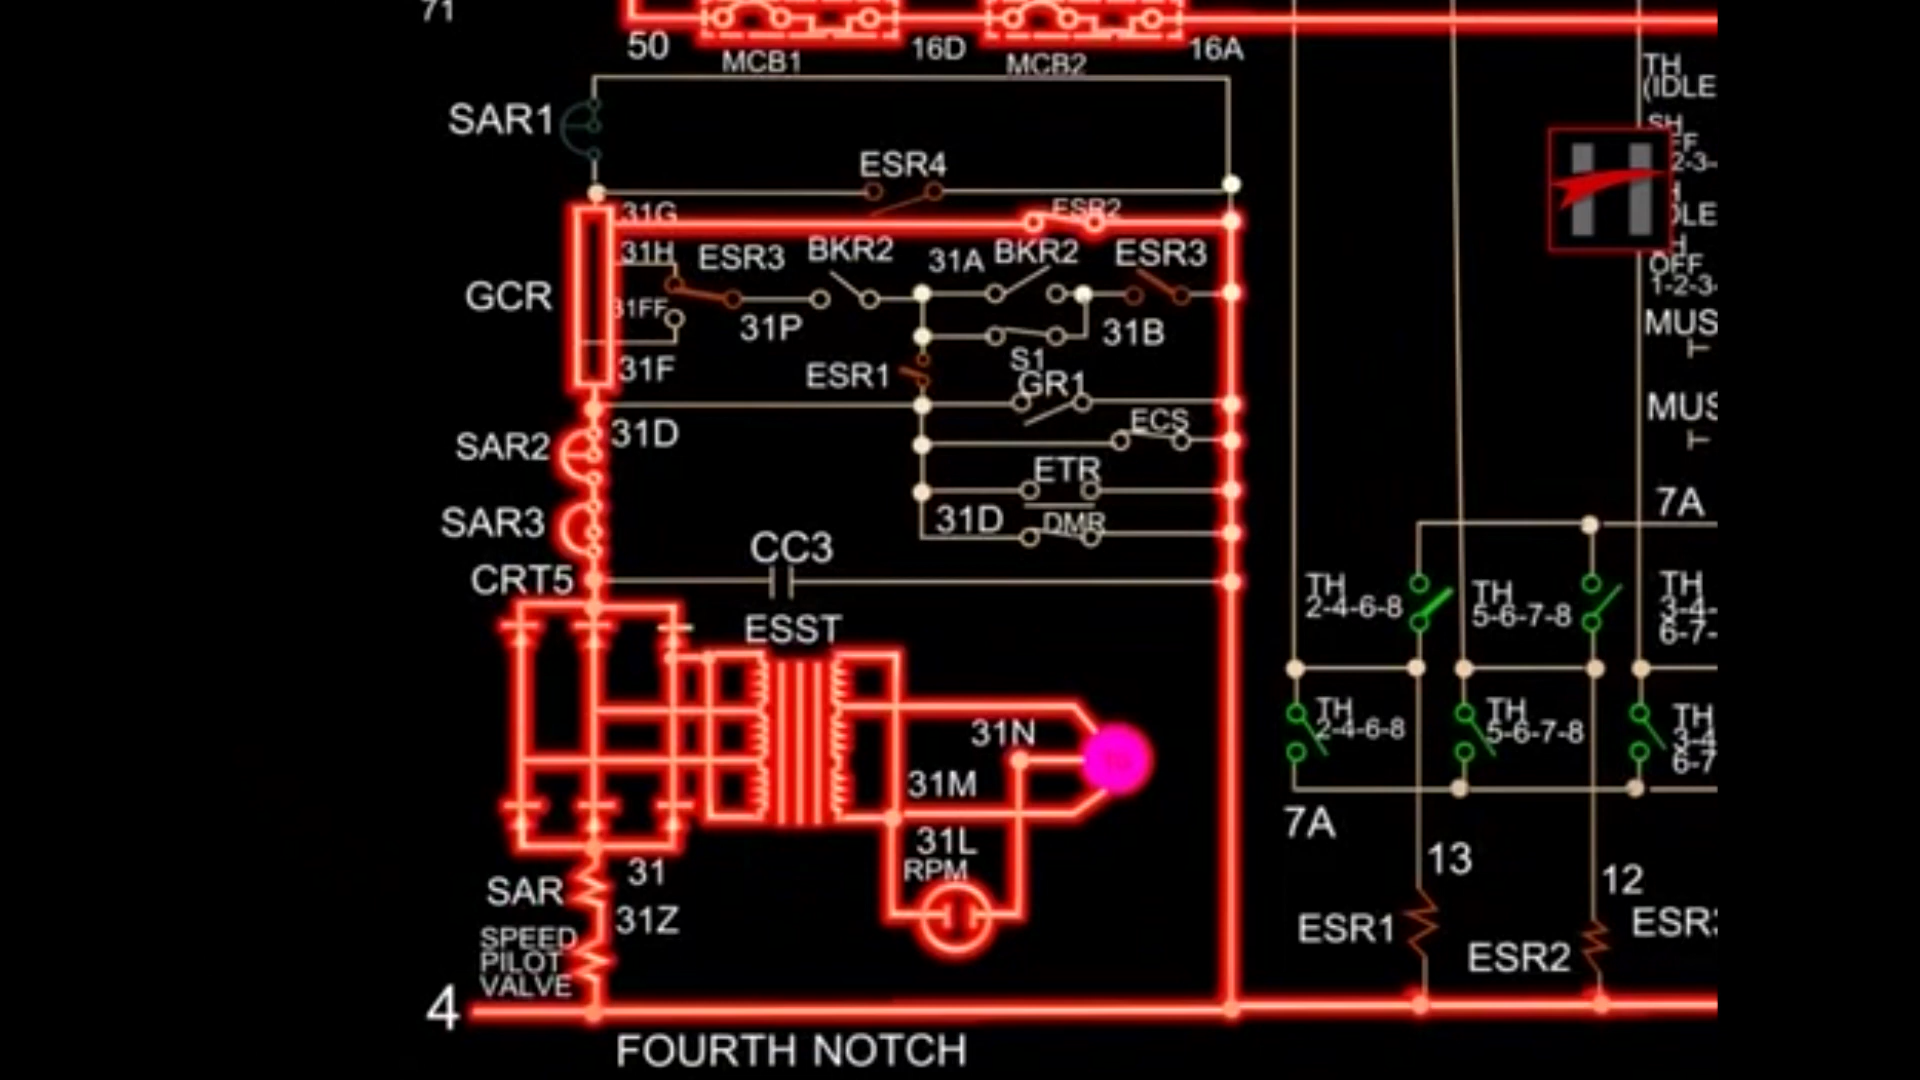 71
50
MCB1
16D
MCB2
16A
SAR1
ESR4
31G
ESR2
31H
ESR3
BKR2
31A
BKR2
ESR3
GCR
31FF
31P
31B
S1
31F
ESR1
GR1
SAR2
31D
ECS
ETR
SAR3
31D
DMR
CC3
CRT5
ESST
31N
31M
31L
RPM
31
SAR
31Z
SPEED
PILOT
VALVE
4
FOURTH NOTCH
TH
(IDLE
SH
2-3-
DLE
OFF
1-2-3-
MUS
MUS
7A
TH
2-4-6-8
TH
5-6-7-8
TH
3-4-
6-7-
TH
2-4-6-8
TH
5-6-7-8
TH
6-7
7A
13
12
ESR1
ESR2